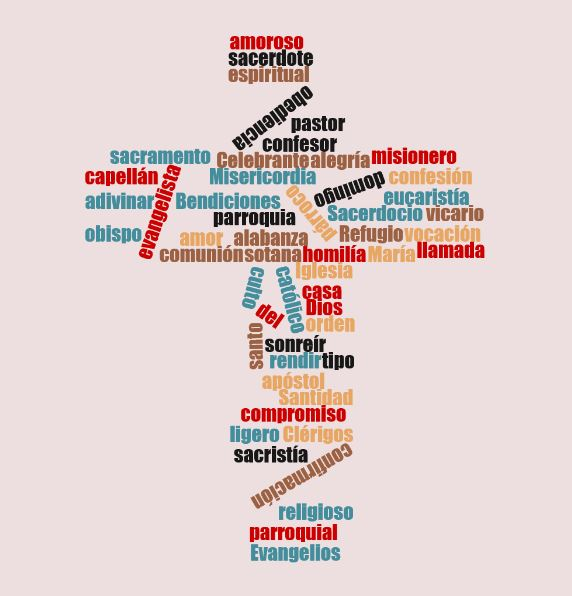 amoroso
sacerdote
espiritual
obediencia
pastor
confesor
sacramento Celebrante alegría misionero
capellán evangelista Misericordia domingo confesión
adivinar Bendiciones párroco eucaristía
parroquia Sacerdocio vicario
obispo amor alabanza Refugio vocación
comunión sotana homilía María llamada
Iglesia
culto católico casa
del Dios
orden
santo sonreír
rendir tipo
apóstol
Santidad
compromiso
ligero Clérigos
sacristía
confirmación
religioso
parroquial
Evangelios